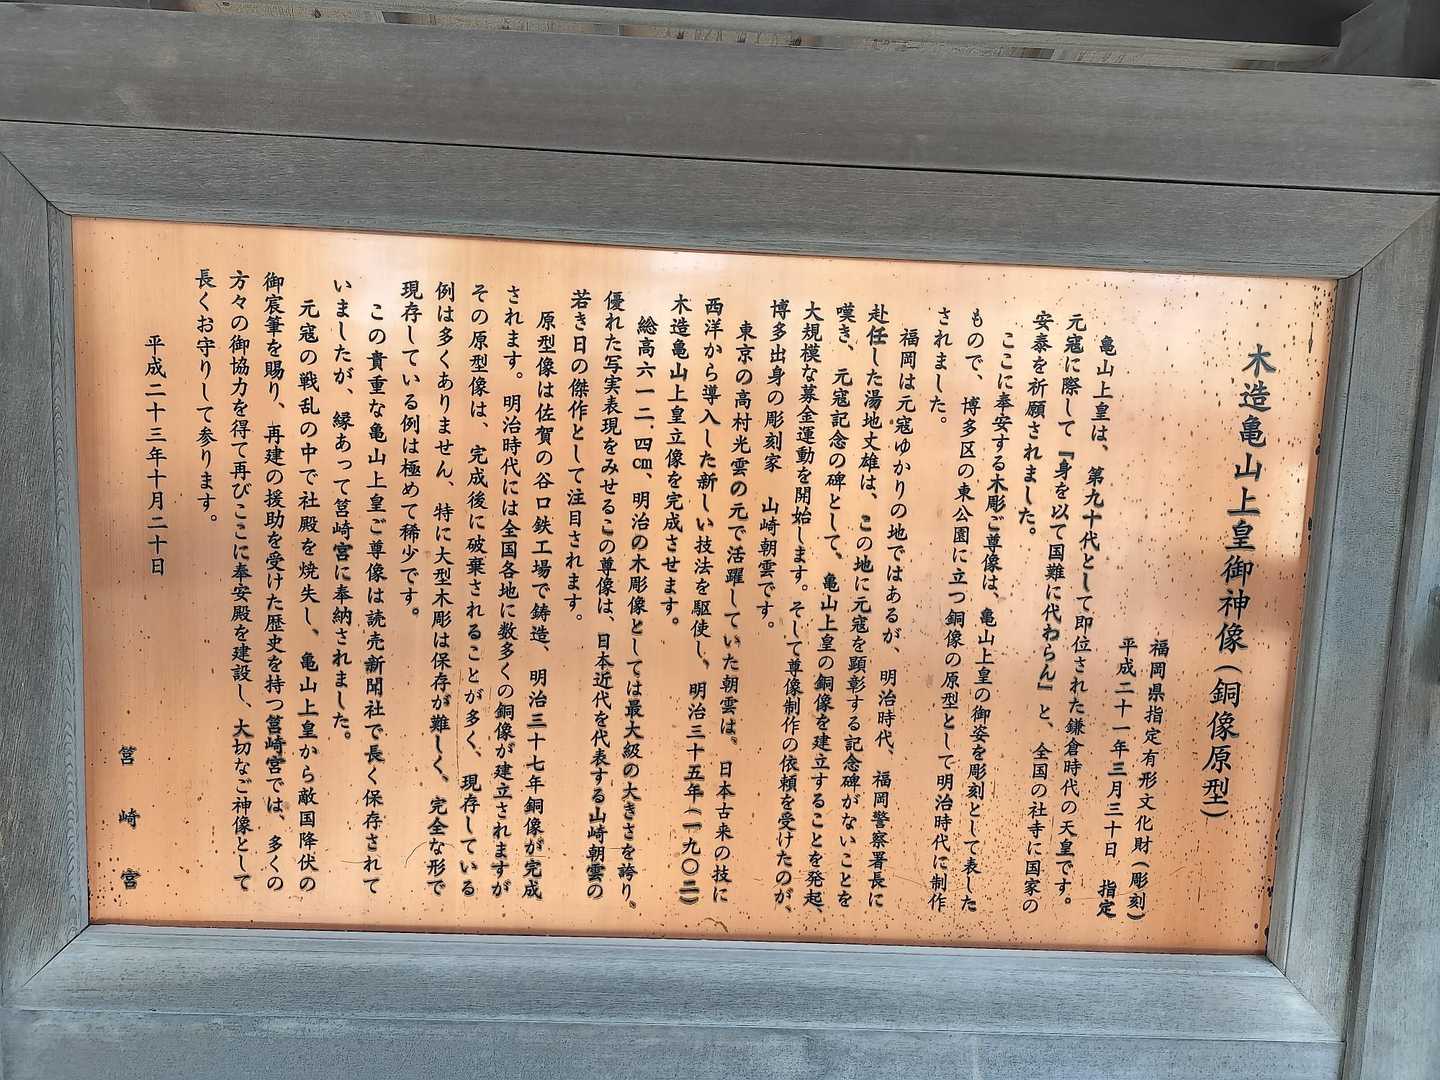 木造亀山上皇御神像（銅像原型）
福岡県指定有形文化財（彫刻）
平成二十一年三月三十日　指定
亀山上皇は、第九十代として即位された鎌倉時代の天皇です。
元寇に際して『身を以て国難に代わらん』と、全国の社寺に国家の
安泰を祈願されました。
ここに奉安する木彫ご尊像は、亀山上皇の御姿を彫刻として表した
もので、博多区の東公園に立つ銅像の原型として明治時代に制作
されました。
福岡は元寇ゆかりの地ではあるが、明治時代、福岡警察署長に
赴任した湯地丈雄は、この地に元寇を顕彰する記念碑がないことを
嘆き、元寇記念の碑として、亀山上皇の銅像を建立することを発起、
大規模な募金運動を開始します。そして尊像制作の依頼を受けたのが、
博多出身の彫刻家　山崎朝雲です。
東京の高村光雲の元で活躍していた朝雲は、日本古来の技に
西洋から導入した新しい技法を駆使し、明治三十五年（一九〇二）
木造亀山上皇立像を完成させます。
総高六一二、四㎝、明治の木彫像としては最大級の大きさを誇り、
優れた写実表現をみせるこの尊像は、日本近代を代表する山崎朝雲の
若き日の傑作として注目されます。
原型像は佐賀の谷口鉄工場で鋳造、明治三十七年銅像が完成
されます。明治時代には全国各地に数多くの銅像が建立されますが
その原型像は、完成後に破棄されることが多く、現存している
例は多くありません、特に大型木彫は保存が難しく、完全な形で
現存している例は極めて稀少です。
この貴重な亀山上皇ご尊像は読売新聞社で長く保存されて
いましたが、縁あって筥崎宮に奉納されました。
元寇の戦乱の中で社殿を焼失し、亀山上皇から敵国降伏の
御宸筆を賜り、再建の援助を受けた歴史を持つ筥崎宮では、多くの
方々の御協力を得て再びここに奉安殿を建設し、大切なご神像として
長くお守りして参ります。
平成二十三年十月二十日
筥崎宮